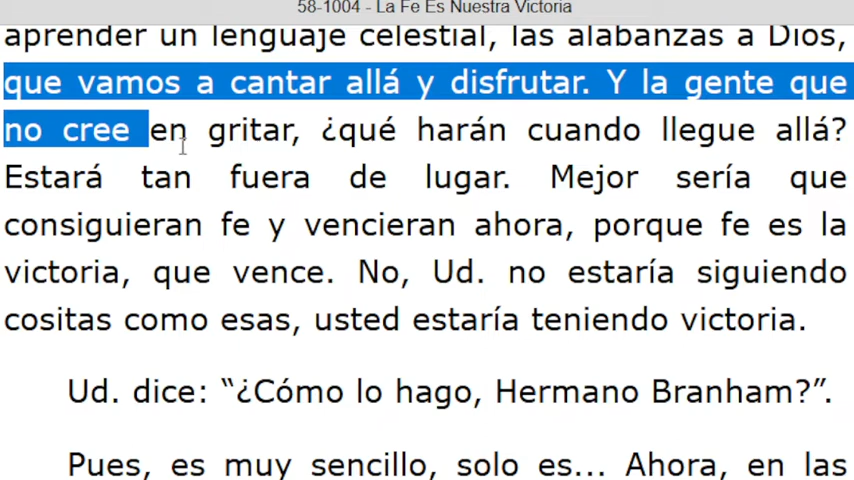 58-1004 - La Fe Es Nuestra Victoria
aprender un lenguaje celestial, las alabanzas a Dios,
que vamos a cantar allá y disfrutar. Y la gente que
no cree en gritar, ¿qué harán cuando llegue allá?
Estará tan fuera de lugar. Mejor sería que
consiguieran fe y vencieran ahora, porque fe es la
victoria, que vence. No, Ud. no estaría siguiendo
cositas como esas, usted estaría teniendo victoria.
Ud. dice: “¿Cómo lo hago, Hermano Branham?”.
Pues, es muy sencillo, solo es... Ahora, en las